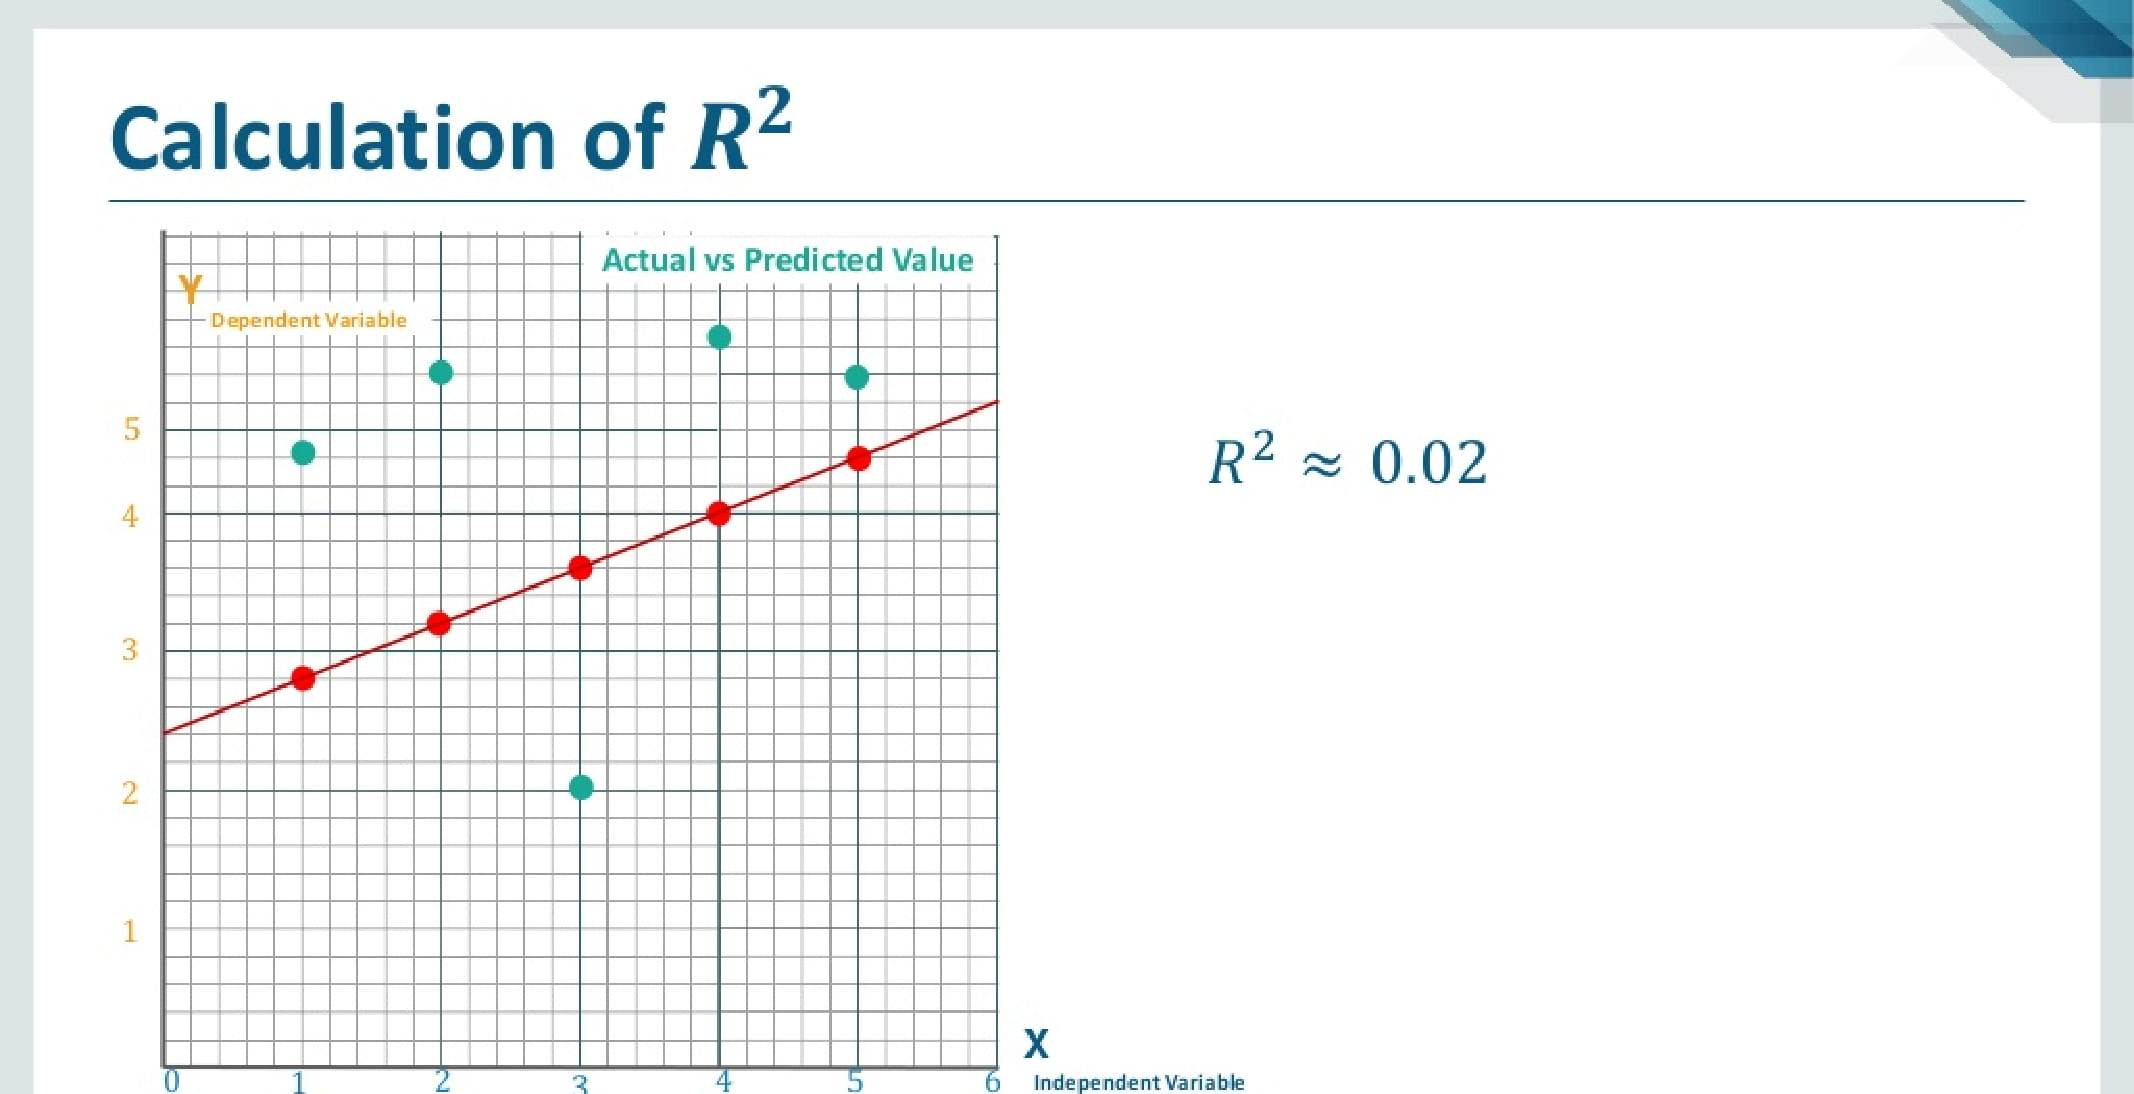 Calculation of R²
Actual vs Predicted Value
Y
Dependent Variable
5
4
3
2
1
R² ≈ 0.02
X
0 1 2 3 4 5 6
Independent Variable